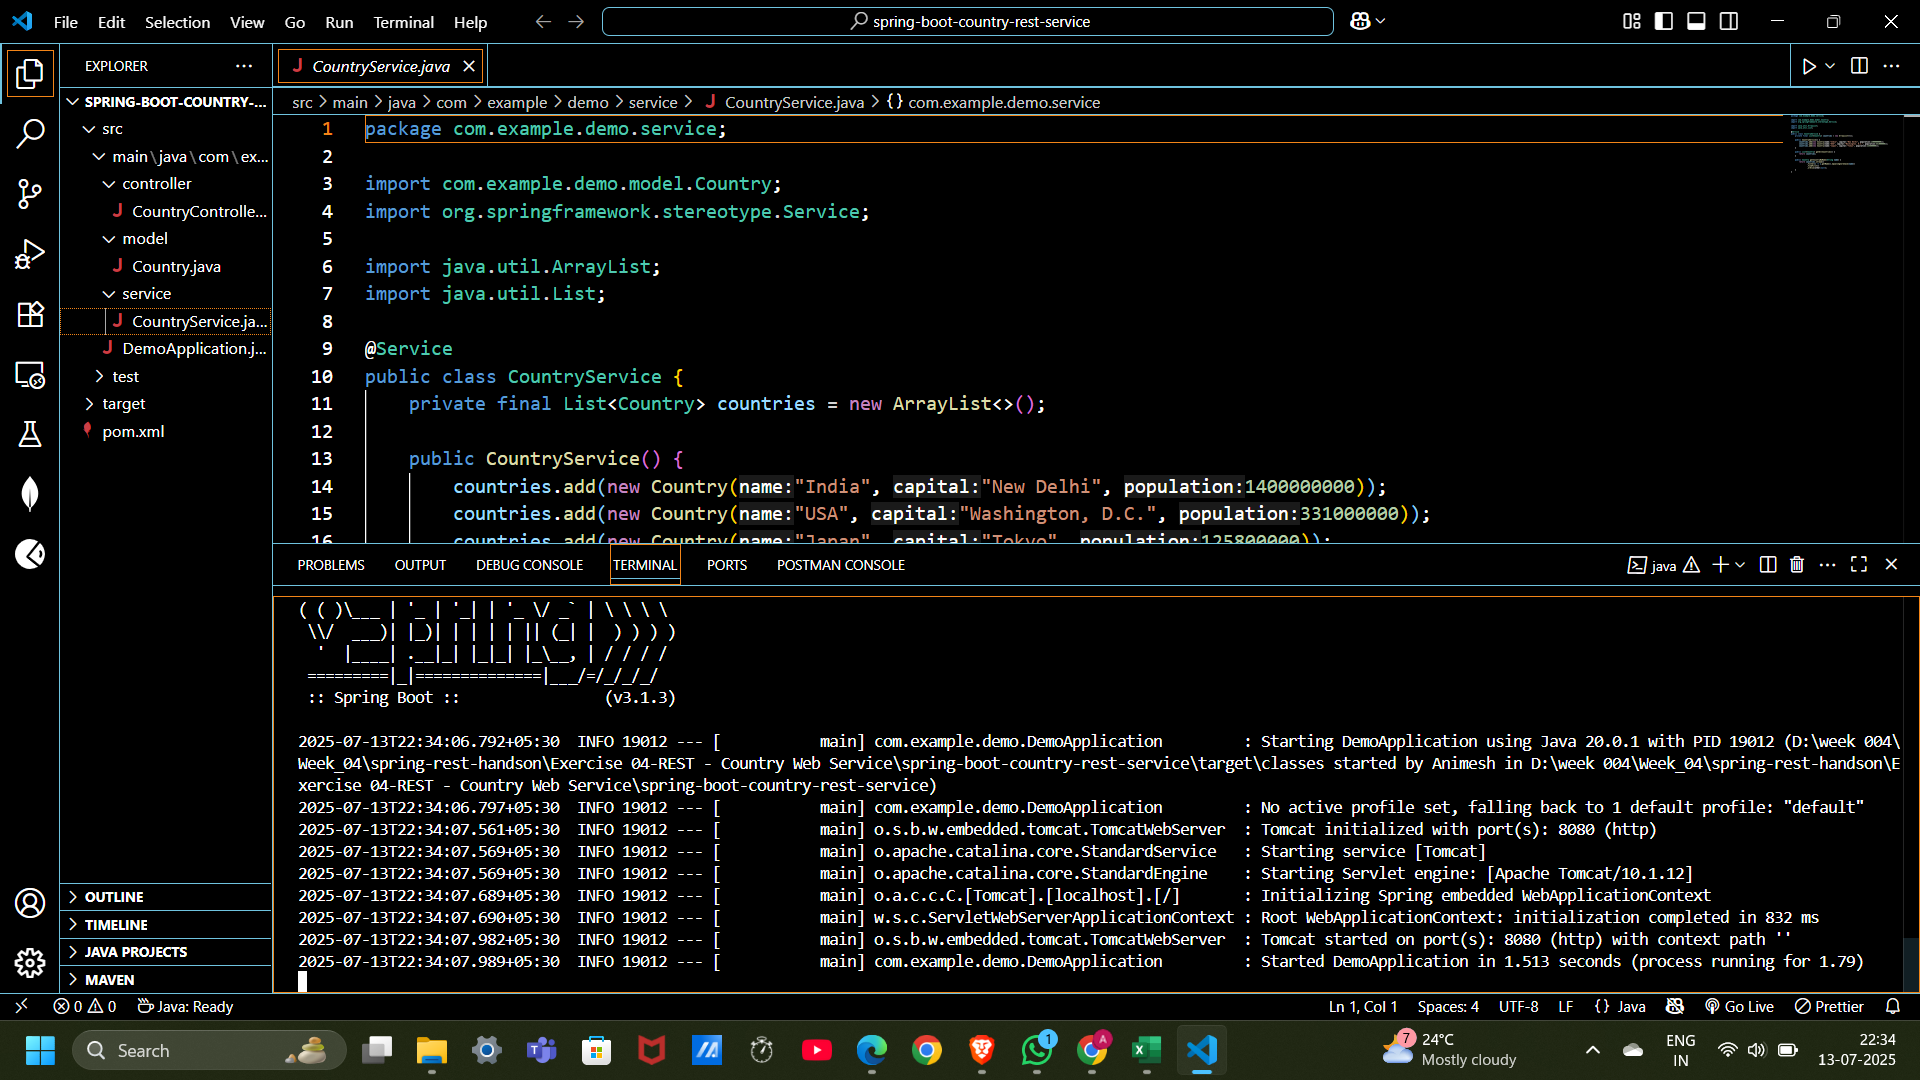 File Edit Selection View Go Run Terminal Help
spring-boot-country-rest-service
EXPLORER
SPRING-BOOT-COUNTRY-...
src
main\java\com\ex...
controller
CountryControlle...
model
Country.java
service
CountryService.ja...
DemoApplication.j...
test
target
pom.xml
OUTLINE
TIMELINE
JAVA PROJECTS
MAVEN
CountryService.java
src > main > java > com > example > demo > service > CountryService.java > {} com.example.demo.service
1 package com.example.demo.service;
2
3 import com.example.demo.model.Country;
4 import org.springframework.stereotype.Service;
5
6 import java.util.ArrayList;
7 import java.util.List;
8
9 @Service
10 public class CountryService {
11 private final List<Country> countries = new ArrayList<>();
12
13 public CountryService() {
14 countries.add(new Country(name:"India", capital:"New Delhi", population:1400000000));
15 countries.add(new Country(name:"USA", capital:"Washington, D.C.", population:331000000));
16 countries.add(new Country(name:"Japan", capital:"Tokyo", population:125800000));
PROBLEMS OUTPUT DEBUG CONSOLE TERMINAL PORTS POSTMAN CONSOLE
java
:: Spring Boot :: (v3.1.3)
2025-07-13T22:34:06.792+05:30 INFO 19012 --- [ main] com.example.demo.DemoApplication : Starting DemoApplication using Java 20.0.1 with PID 19012 (D:\week 004\
Week_04\spring-rest-handson\Exercise 04-REST - Country Web Service\spring-boot-country-rest-service\target\classes started by Animesh in D:\week 004\Week_04\spring-rest-handson\E
xercise 04-REST - Country Web Service\spring-boot-country-rest-service)
2025-07-13T22:34:06.797+05:30 INFO 19012 --- [ main] com.example.demo.DemoApplication : No active profile set, falling back to 1 default profile: "default"
2025-07-13T22:34:07.561+05:30 INFO 19012 --- [ main] o.s.b.w.embedded.tomcat.TomcatWebServer : Tomcat initialized with port(s): 8080 (http)
2025-07-13T22:34:07.569+05:30 INFO 19012 --- [ main] o.apache.catalina.core.StandardService : Starting service [Tomcat]
2025-07-13T22:34:07.569+05:30 INFO 19012 --- [ main] o.apache.catalina.core.StandardEngine : Starting Servlet engine: [Apache Tomcat/10.1.12]
2025-07-13T22:34:07.689+05:30 INFO 19012 --- [ main] o.a.c.c.C.[Tomcat].[localhost].[/] : Initializing Spring embedded WebApplicationContext
2025-07-13T22:34:07.690+05:30 INFO 19012 --- [ main] w.s.c.ServletWebServerApplicationContext : Root WebApplicationContext: initialization completed in 832 ms
2025-07-13T22:34:07.982+05:30 INFO 19012 --- [ main] o.s.b.w.embedded.tomcat.TomcatWebServer : Tomcat started on port(s): 8080 (http) with context path ''
2025-07-13T22:34:07.989+05:30 INFO 19012 --- [ main] com.example.demo.DemoApplication : Started DemoApplication in 1.513 seconds (process running for 1.79)
0 0 Java: Ready
Ln 1, Col 1 Spaces: 4 UTF-8 LF {} Java Go Live Prettier
Search
1
A
7
24°C
Mostly cloudy
ENG
IN
22:34
13-07-2025